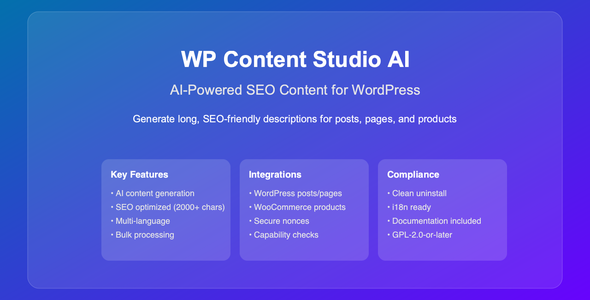 WP Content Studio AI
AI-Powered SEO Content for WordPress
Generate long, SEO-friendly descriptions for posts, pages, and products
Key Features
• AI content generation
• SEO optimized (2000+ chars)
• Multi-language
• Bulk processing
Integrations
• WordPress posts/pages
• WooCommerce products
• Secure nonces
• Capability checks
Compliance
• Clean uninstall
• i18n ready
• Documentation included
• GPL-2.0-or-later